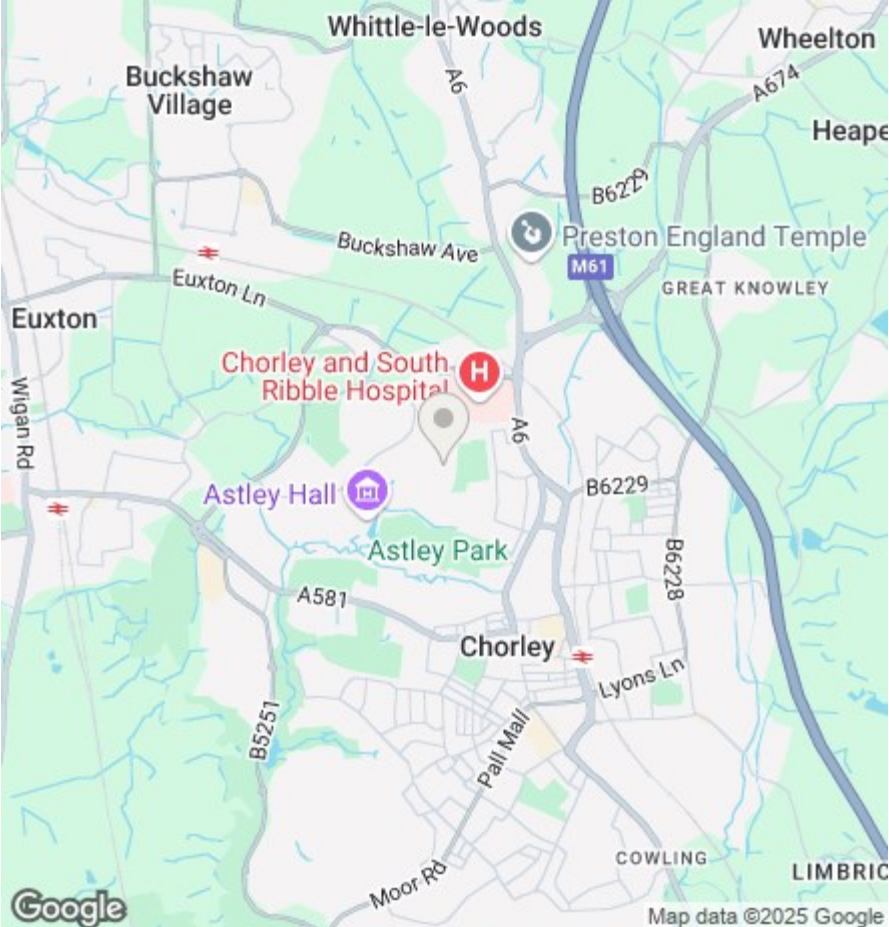 Whittle-le-Woods
Wheelton
Buckshaw
Village
A6
A674
Heape
B6229
Buckshaw Ave
Preston England Temple
M61
Euxton Ln
GREAT KNOWLEY
Euxton
Chorley and South
Ribble Hospital
H
Wigan Rd
A6
Astley Hall
B6229
Astley Park
B6228
A581
Chorley
Lyons Ln
B5251
Pall Mall
COWLING
Moor Rd
LIMBRIC
Google
Map data ©2025 Google